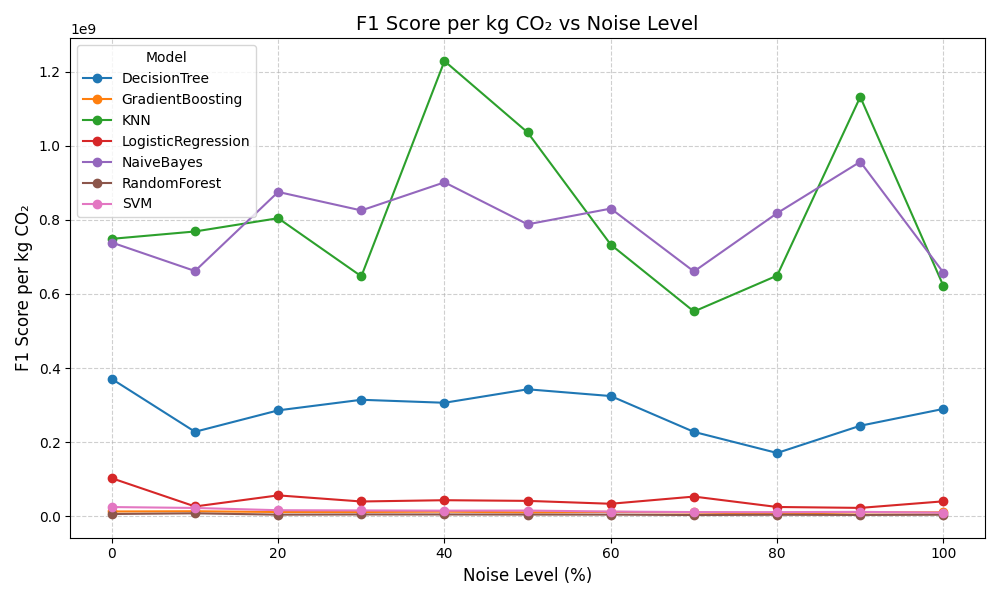 F1 Score per kg CO₂ vs Noise Level
1e9
Model
DecisionTree
GradientBoosting
KNN
LogisticRegression
NaiveBayes
RandomForest
SVM
F1 Score per kg CO₂
1.2
1.0
0.8
0.6
0.4
0.2
0.0
0 20 40 60 80 100
Noise Level (%)